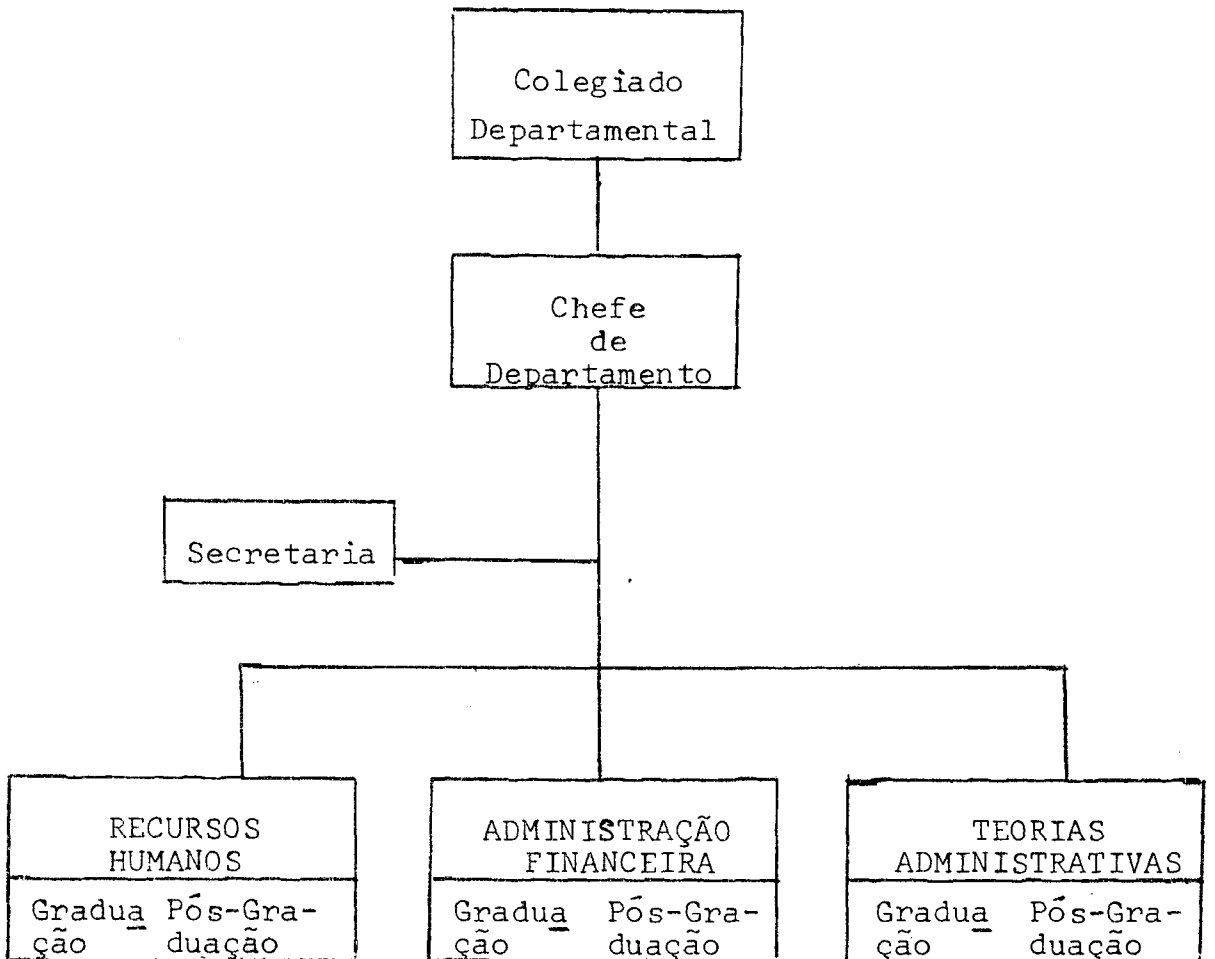 Colegiado
Departamental
Chefe
de
Departamento
Secretaria
RECURSOS
HUMANOS
Gradua Pós-Gra-
ção duação
ADMINISTRAÇÃO
FINANCEIRA
Gradua Pós-Gra-
ção duação
TEORIAS
ADMINISTRATIVAS
Gradua Pós-Gra-
ção duação